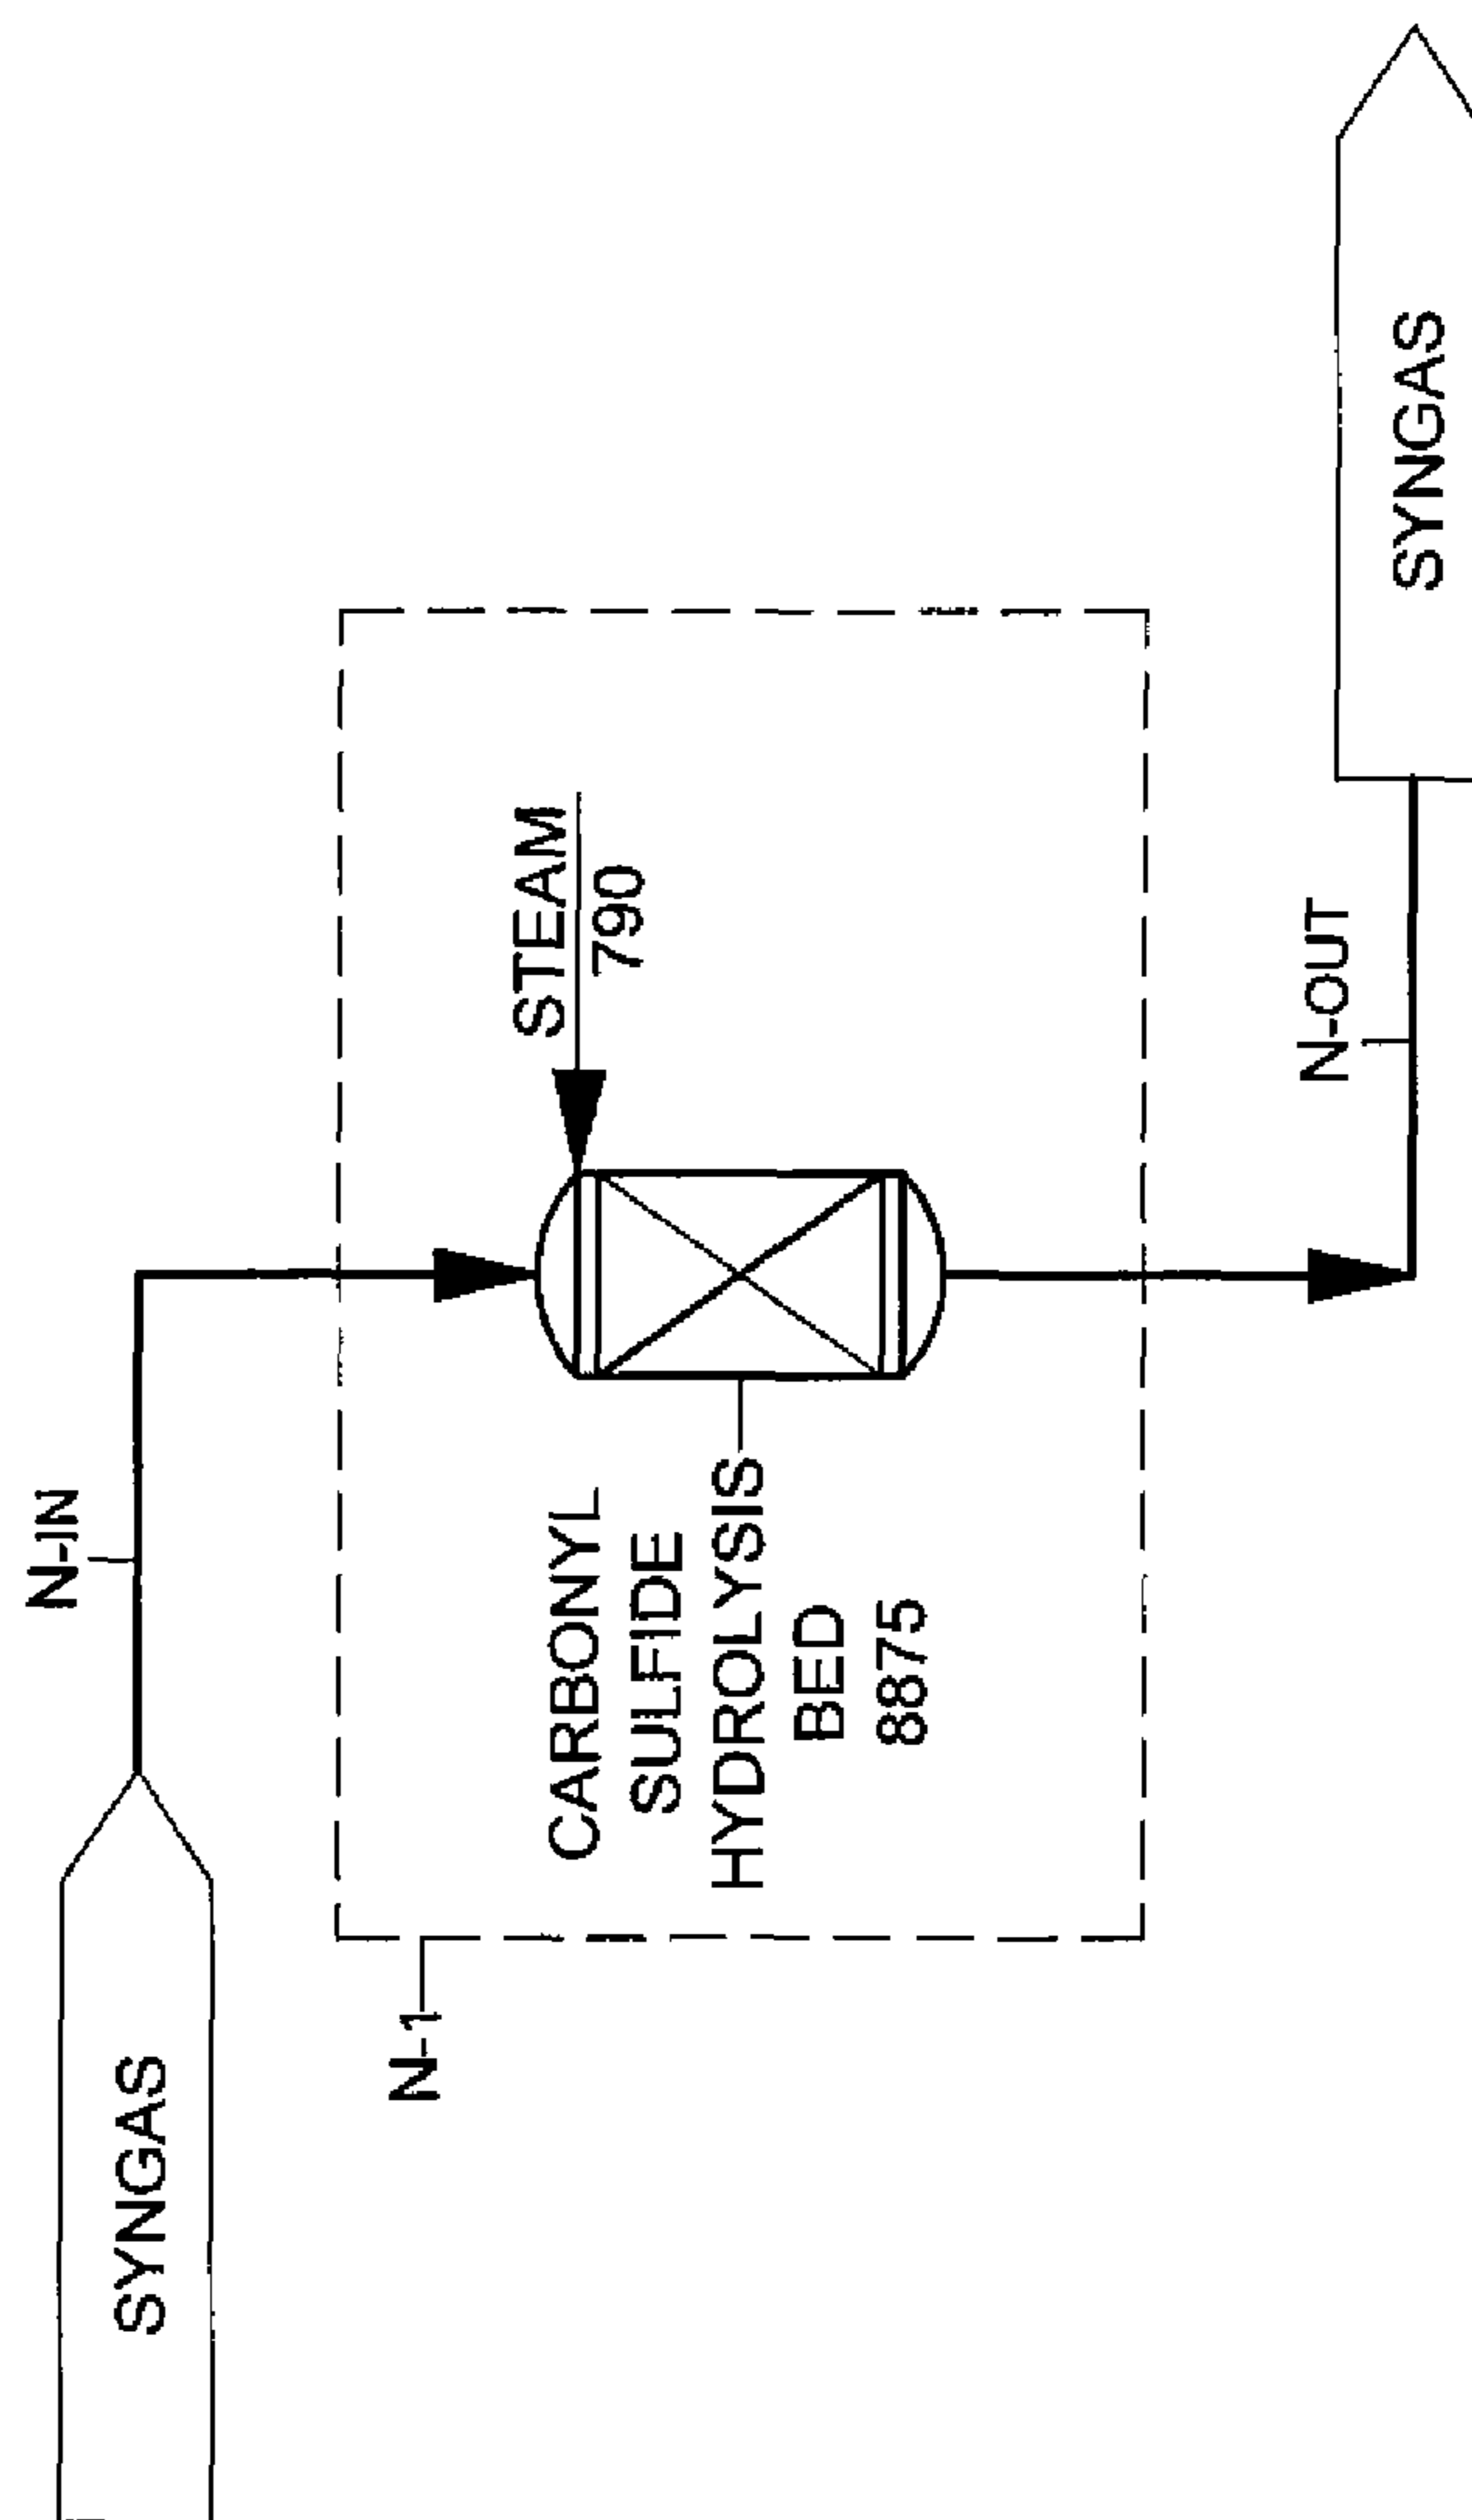 SYNGAS
N-IN
N-1
CARBONYL
SULFIDE
HYDROLYSIS
BED
8875
STEAM
790
N-OUT
SYNGAS